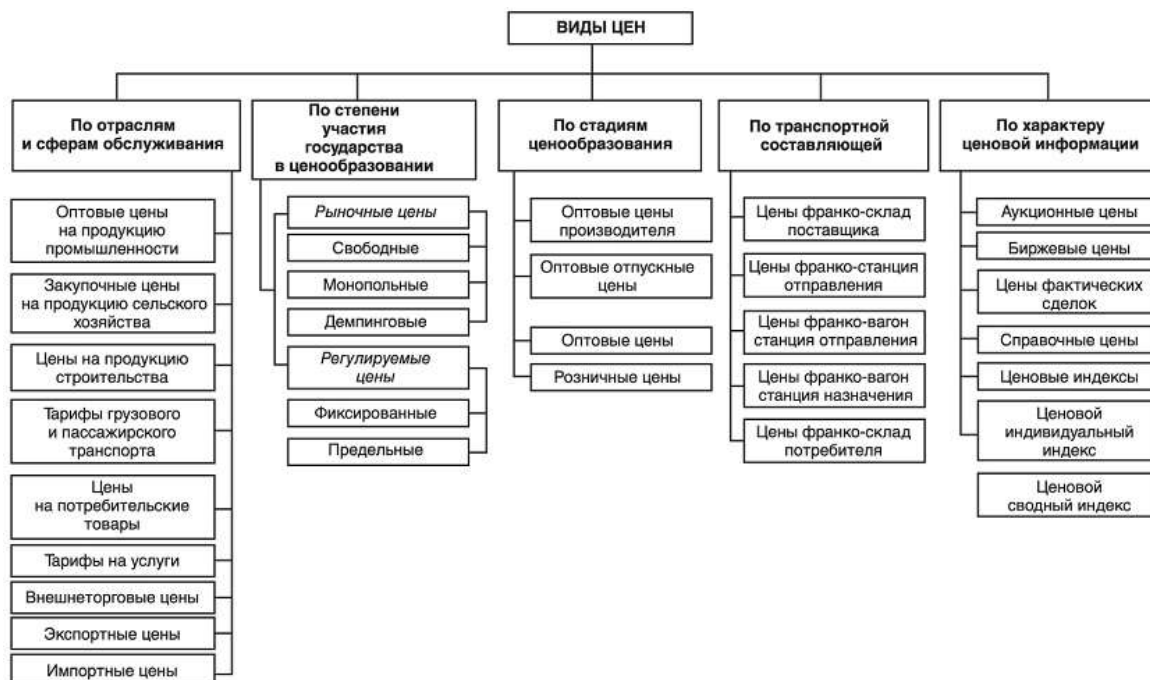 ВИДЫ ЦЕН
По отраслям
и сферам обслуживания
Оптовые цены
на продукцию
промышленности
Закупочные цены
на продукцию сельского
хозяйства
Цены на продукцию
строительства
Тарифы грузового
и пассажирского
транспорта
Цены
на потребительские
товары
Тарифы на услуги
Внешнеторговые цены
Экспортные цены
Импортные цены
По степени
участия
государства
в ценообразовании
Рыночные цены
Свободные
Монопольные
Демпинговые
Регулируемые
цены
Фиксированные
Предельные
По стадиям
ценообразования
Оптовые цены
производителя
Оптовые отпускные
цены
Оптовые цены
Розничные цены
По транспортной
составляющей
Цены франко-склад
поставщика
Цены франко-станция
отправления
Цены франко-вагон
станция отправления
Цены франко-вагон
станция назначения
Цены франко-склад
потребителя
По характеру
ценовой информации
Аукционные цены
Биржевые цены
Цены фактических
сделок
Справочные цены
Ценовые индексы
Ценовой
индивидуальный
индекс
Ценовой
сводный индекс